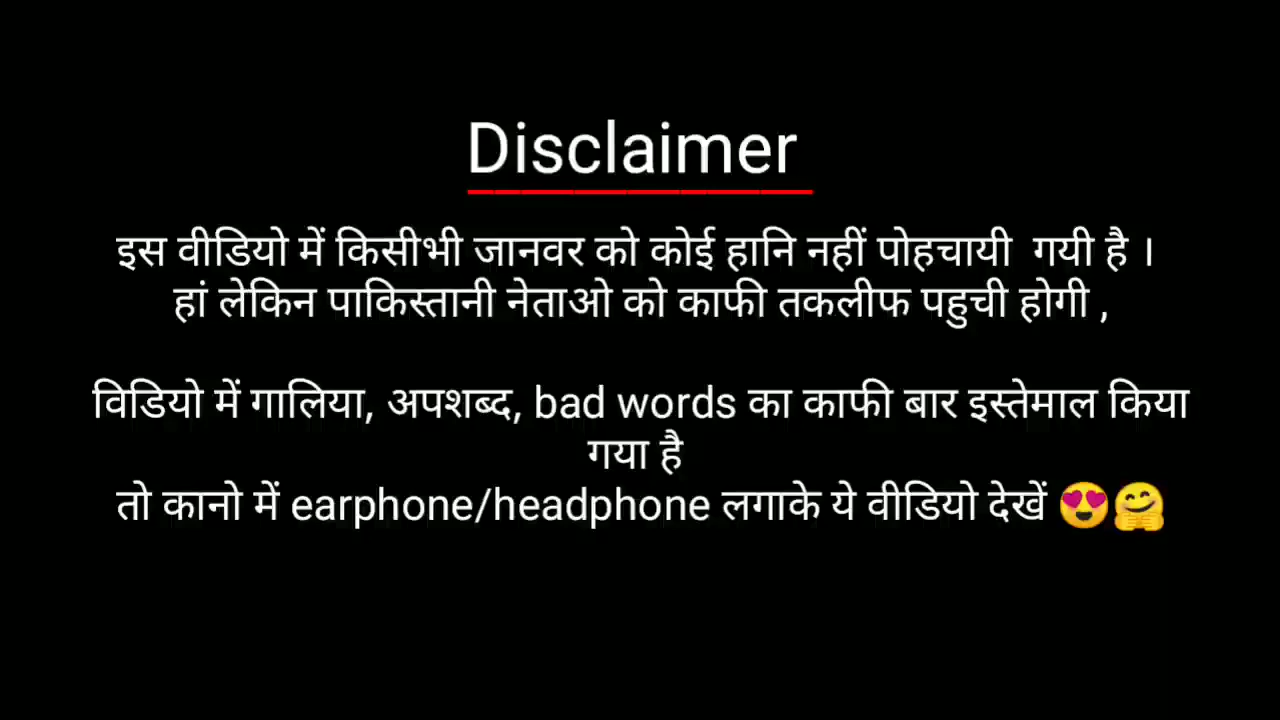 Disclaimer
इस वीडियो में किसीभी जानवर को कोई हानि नहीं पोहचायी गयी है ।
हां लेकिन पाकिस्तानी नेताओ को काफी तकलीफ पहुची होगी ,
विडियो में गालिया, अपशब्द, bad words का काफी बार इस्तेमाल किया
गया है
तो कानो में earphone/headphone लगाके ये वीडियो देखें 😍🤗